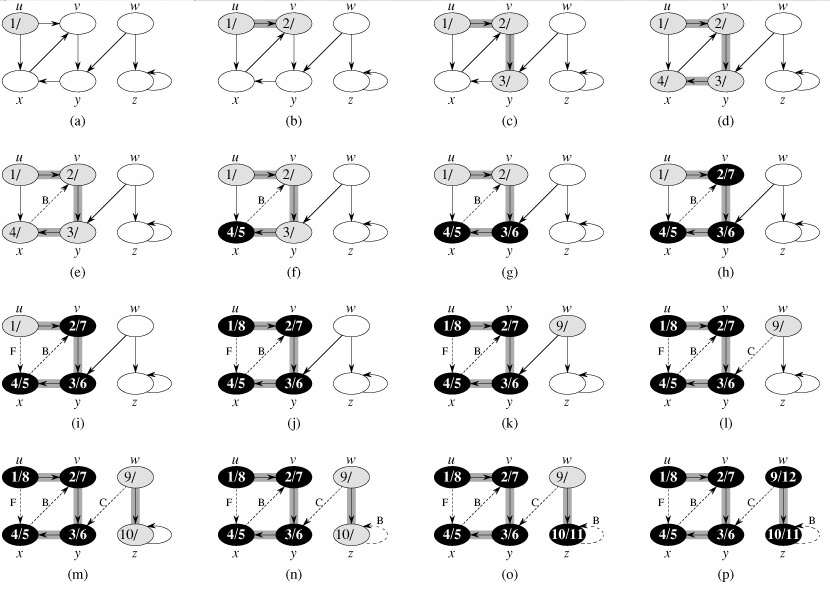 u v w u v w u v w u v w
1/ 1/ 2/ 1/ 2/ 1/ 2/
3/ 4/ 3/
x y z x y z x y z x y z
(a) (b) (c) (d)
u v w u v w u v w u v w
1/ 2/ 1/ 2/ 1/ 2/ 1/ 2/7
B B B B
4/ 3/ 4/5 3/ 4/5 3/6 4/5 3/6
x y z x y z x y z x y z
(e) (f) (g) (h)
u v w u v w u v w u v w
1/ 2/7 1/8 2/7 1/8 2/7 9/ 1/8 2/7 9/
F B F B F B F B C
4/5 3/6 4/5 3/6 4/5 3/6 4/5 3/6
x y z x y z x y z x y z
(i) (j) (k) (l)
u v w u v w u v w u v w
1/8 2/7 9/ 1/8 2/7 9/ 1/8 2/7 9/ 1/8 2/7 9/12
F B C F B C B F B C B F B C B
4/5 3/6 10/ 4/5 3/6 10/ 4/5 3/6 10/11 4/5 3/6 10/11
x y z x y z x y z x y z
(m) (n) (o) (p)